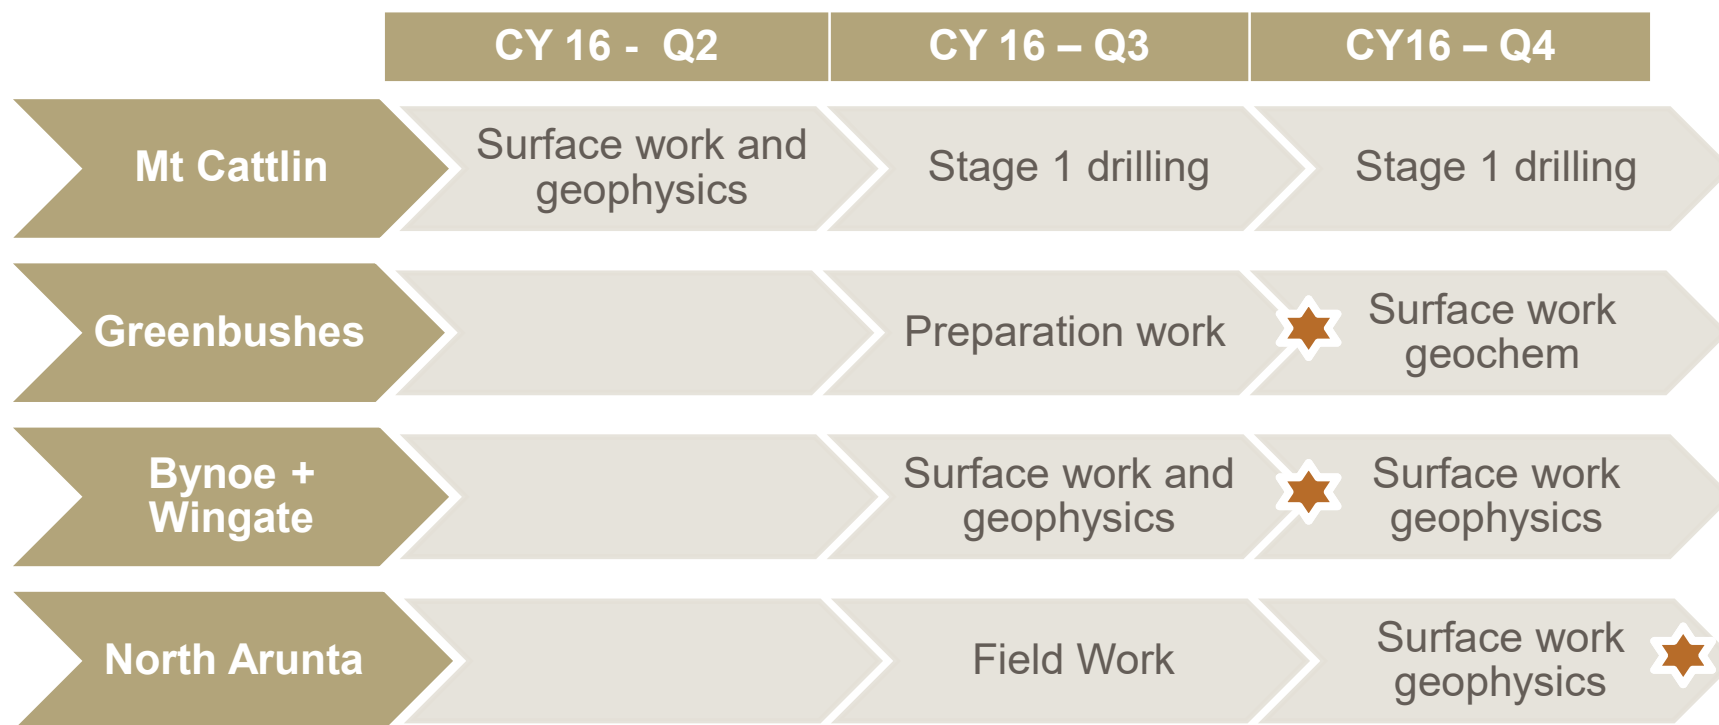 CY 16 - Q2
CY 16 – Q3
CY16 – Q4
Mt Cattlin
Surface work and
geophysics
Stage 1 drilling
Stage 1 drilling
Greenbushes
Preparation work
Surface work
geochem
Bynoe +
Wingate
Surface work and
geophysics
Surface work
geophysics
North Arunta
Field Work
Surface work
geophysics